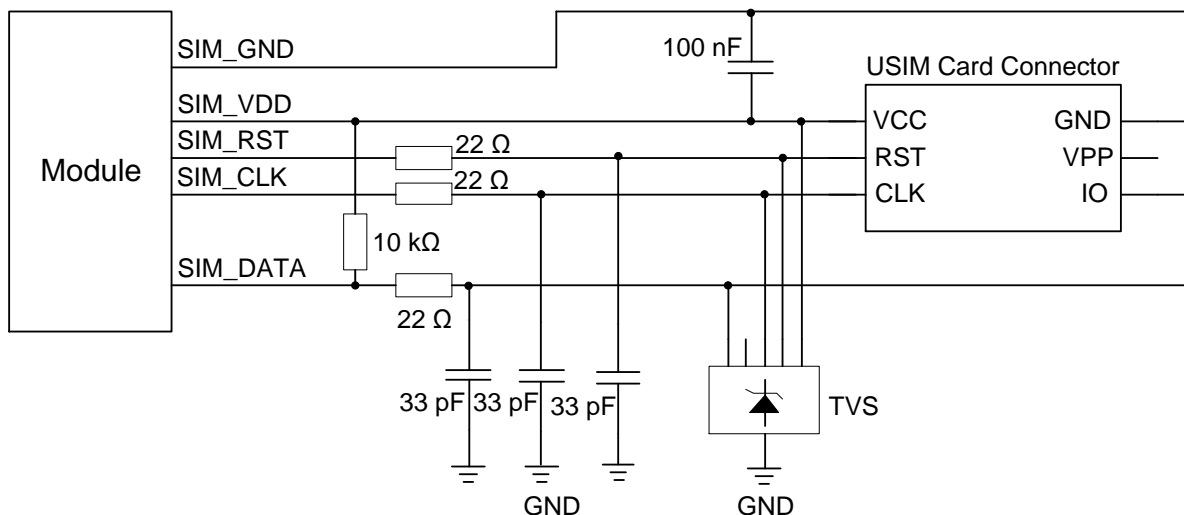 SIM_GND
100 nF
USIM Card Connector
SIM_VDD
VCC
GND
SIM_RST
22 Ω
RST
VPP
Module
SIM_CLK
22 Ω
CLK
IO
10 kΩ
SIM_DATA
22 Ω
33 pF
33 pF
33 pF
TVS
GND
GND